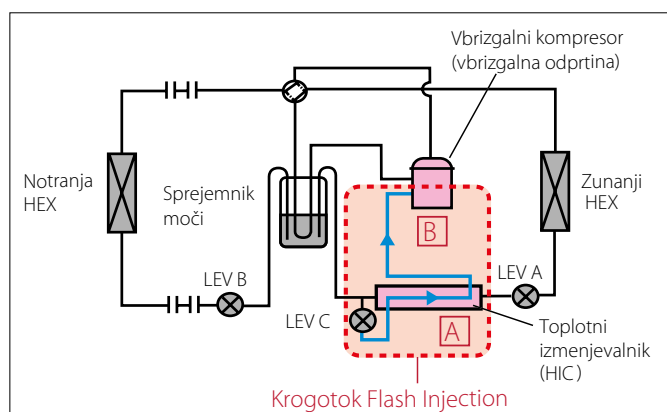 Vbrizgalni kompresor
(vbrizgalna odprtina)
Notranja
HEX
Sprejemnik
moči
Zunanji
HEX
B
LEV B
LEV A
LEV C
A
Toplotni
izmenjevalnik
(HIC)
Krogotok Flash Injection